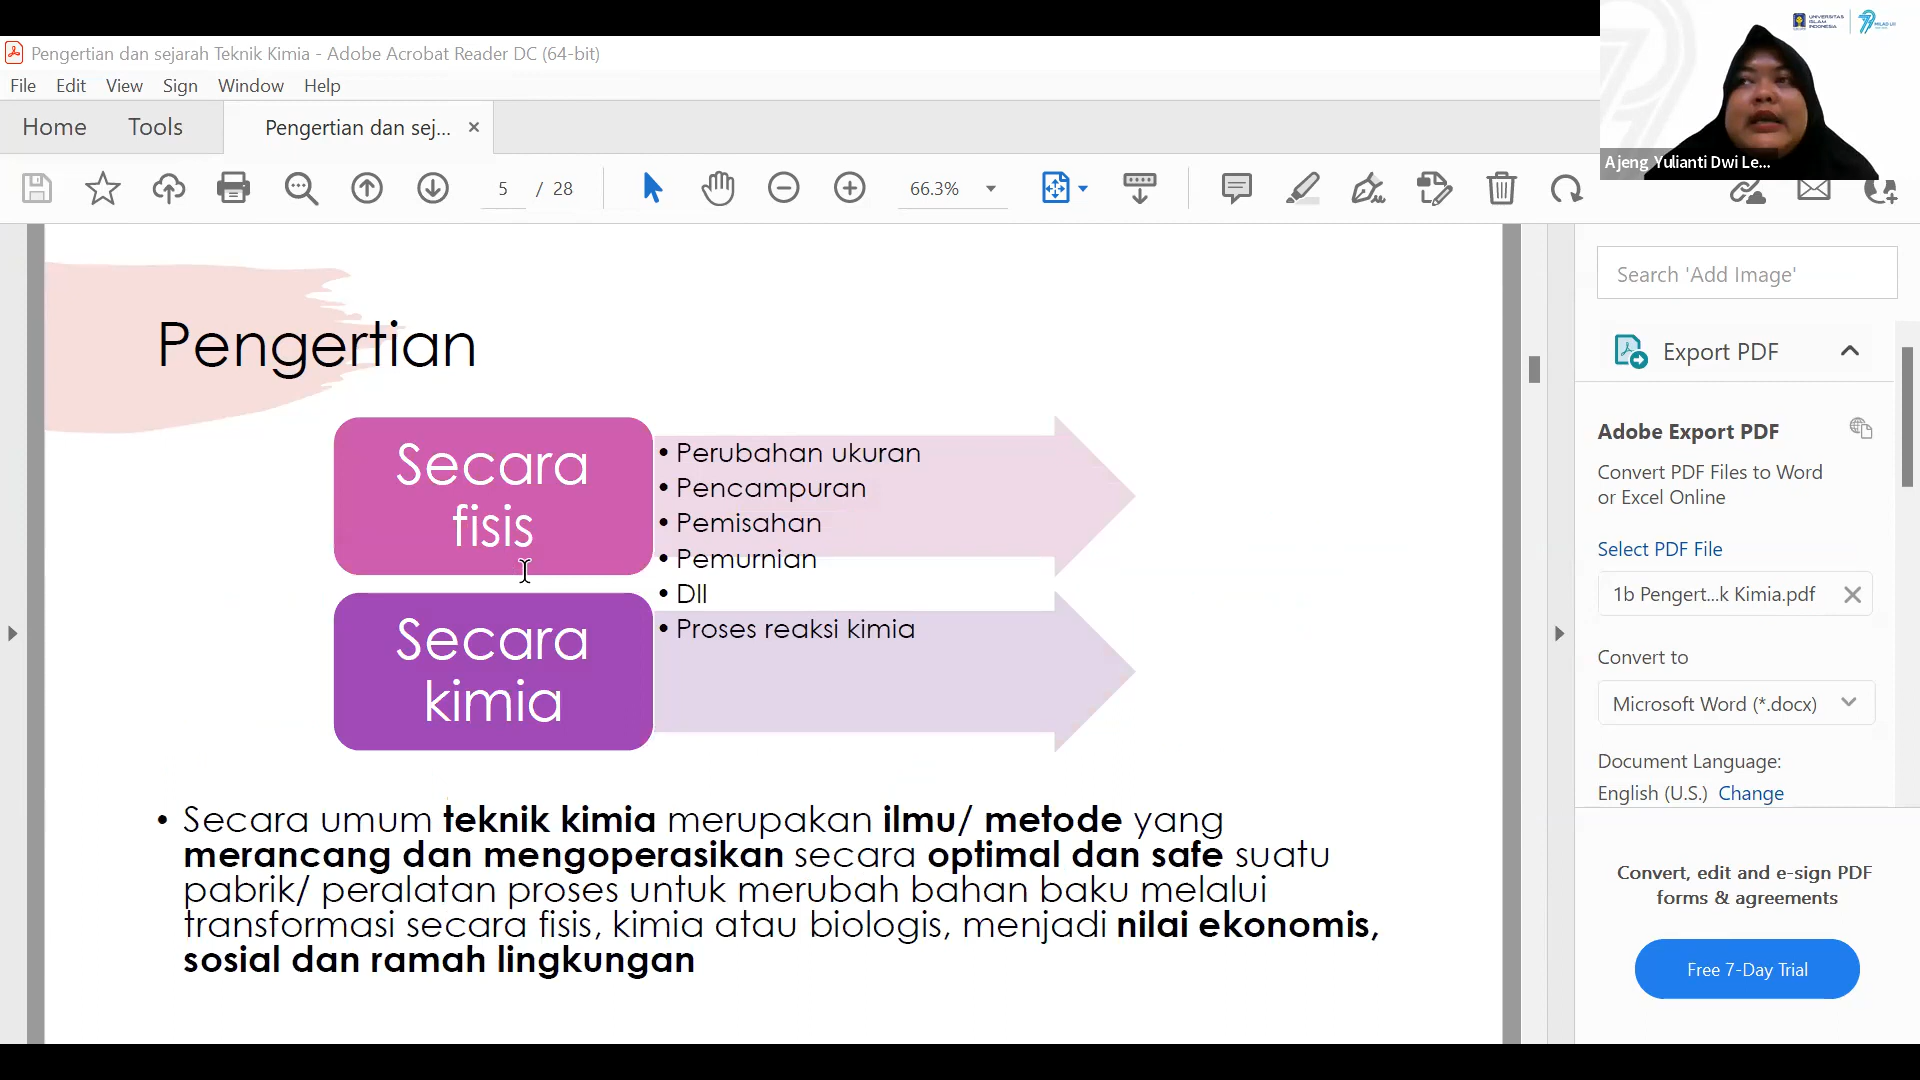 UNIVERSITAS
ISLAM
INDONESIA
Pengertian dan sejarah Teknik Kimia - Adobe Acrobat Reader DC (64-bit)
File Edit View Sign Window Help
Home Tools Pengertian dan sej... ×
Ajeng Yulianti Dwi Le...
5 / 28 66.3%
Search 'Add Image'
Pengertian
Export PDF
Secara
fisis
• Perubahan ukuran
• Pencampuran
• Pemisahan
• Pemurnian
• Dll
Secara
kimia
• Proses reaksi kimia
Adobe Export PDF
Convert PDF Files to Word
or Excel Online
Select PDF File
1b Pengert...k Kimia.pdf
Convert to
Microsoft Word (*.docx)
Document Language:
English (U.S.) Change
• Secara umum teknik kimia merupakan ilmu/ metode yang
merancang dan mengoperasikan secara optimal dan safe suatu
pabrik/ peralatan proses untuk merubah bahan baku melalui
transformasi secara fisis, kimia atau biologis, menjadi nilai ekonomis,
sosial dan ramah lingkungan
Convert, edit and e-sign PDF
forms & agreements
Free 7-Day Trial